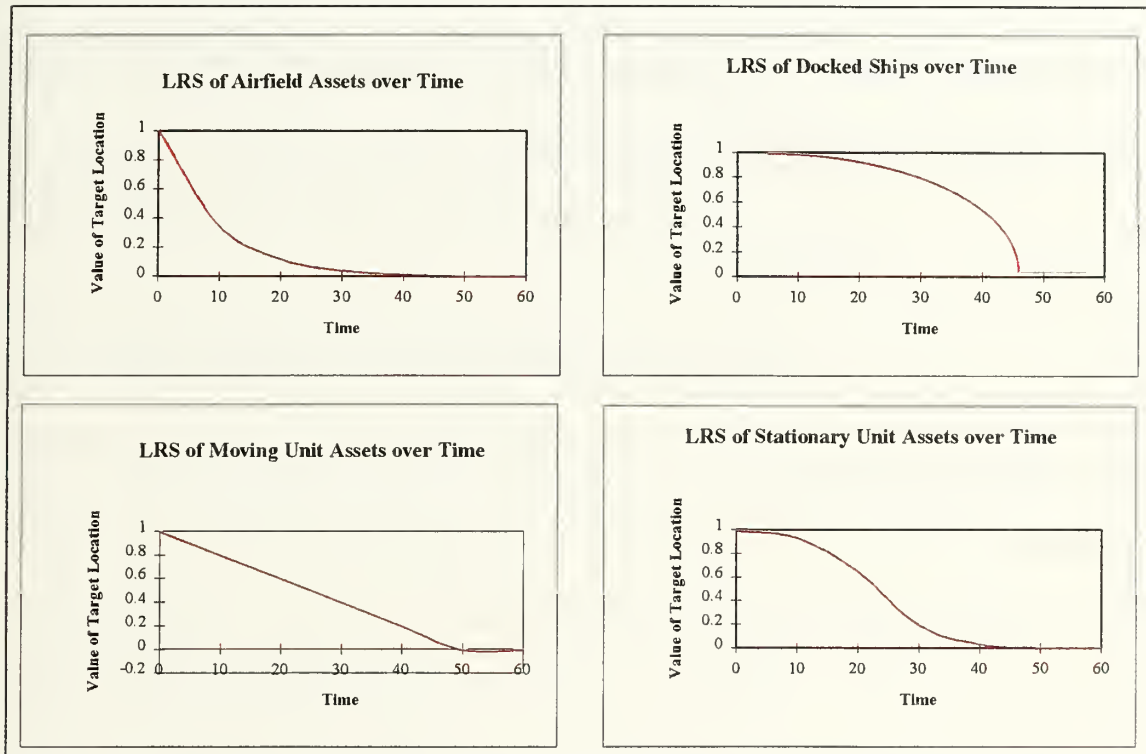 LRS of Airfield Assets over Time
Value of Target Location
1
0.8
0.6
0.4
0.2
0
0 10 20 30 40 50 60
Time
LRS of Docked Ships over Time
Value of Target Location
1
0.8
0.6
0.4
0.2
0
0 10 20 30 40 50 60
Time
LRS of Moving Unit Assets over Time
Value of Target Location
1
0.8
0.6
0.4
0.2
0
-0.2
0 10 20 30 40 50 60
Time
LRS of Stationary Unit Assets over Time
Value of Target Location
1
0.8
0.6
0.4
0.2
0
0 10 20 30 40 50 60
Time